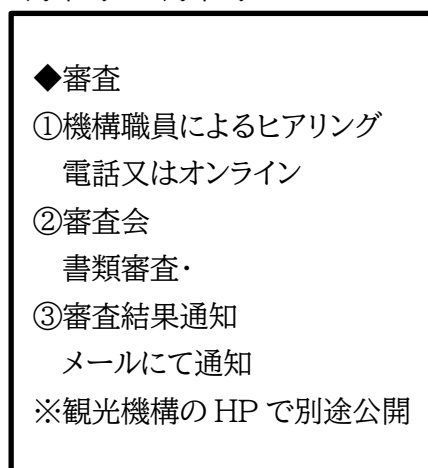 ◆審査
①機構職員によるヒアリング
電話又はオンライン
②審査会
書類審査・
③審査結果通知
メールにて通知
※観光機構の HP で別途公開